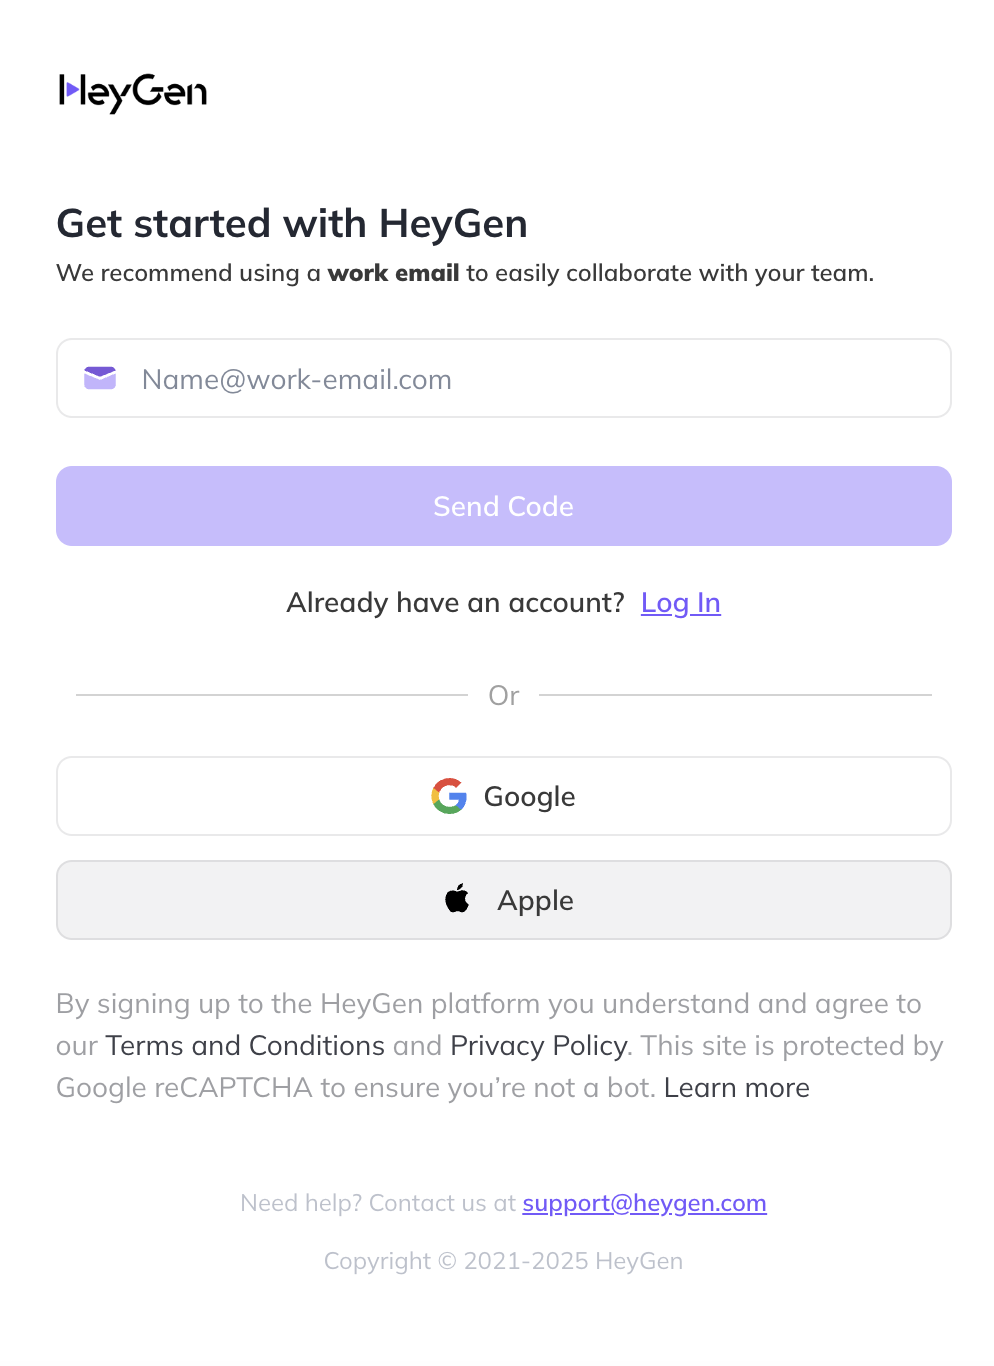 HeyGen
Get started with HeyGen
We recommend using a work email to easily collaborate with your team.
Name@work-email.com
Send Code
Already have an account? Log In
Or
Google
Apple
By signing up to the HeyGen platform you understand and agree to
our Terms and Conditions and Privacy Policy. This site is protected by
Google reCAPTCHA to ensure you’re not a bot. Learn more
Need help? Contact us at support@heygen.com
Copyright © 2021-2025 HeyGen